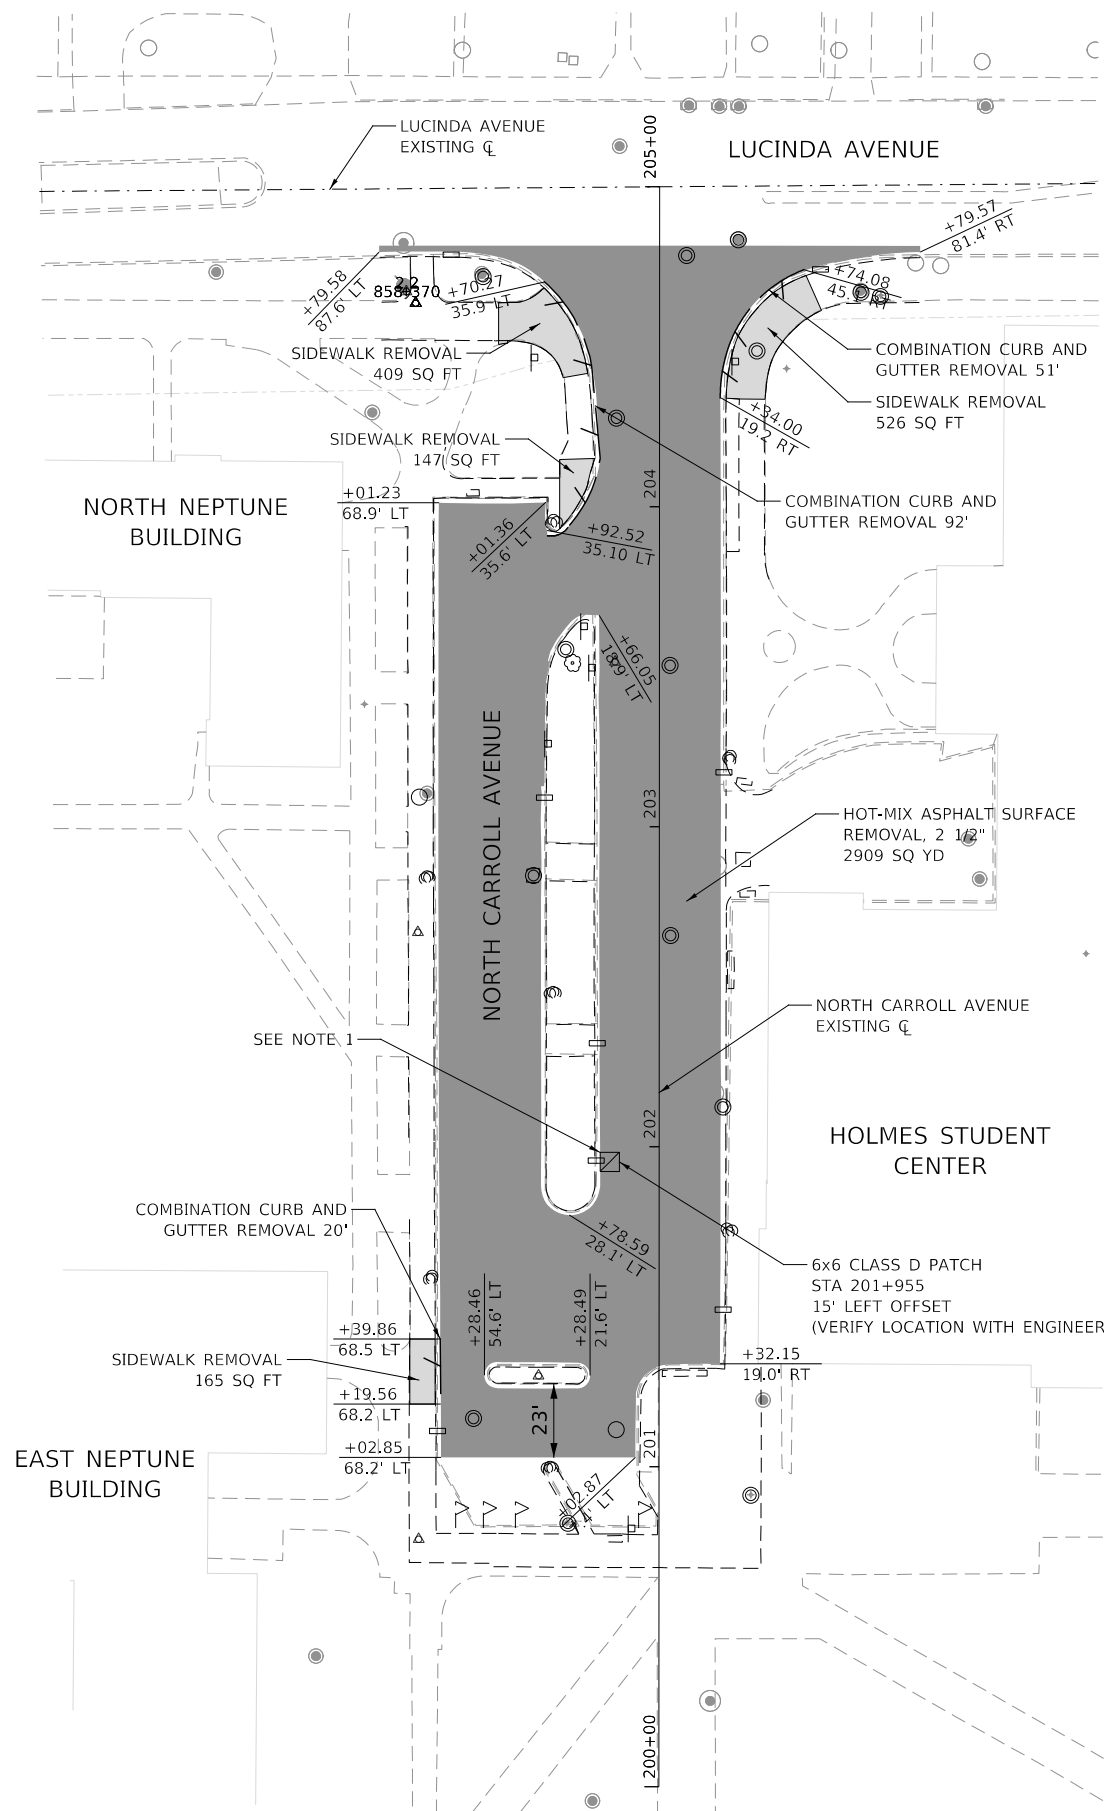 LUCINDA AVENUE
EXISTING ℄
205+00
LUCINDA AVENUE
+79.57
81.4' RT
+79.58
87.6' LT
2.2
+70.27
35.9' LT
+74.08
SIDEWALK REMOVAL
409 SQ FT
COMBINATION CURB AND
GUTTER REMOVAL 51'
SIDEWALK REMOVAL
526 SQ FT
+34.00
19.2' RT
SIDEWALK REMOVAL
147 SQ FT
204
NORTH NEPTUNE
BUILDING
+01.23
68.9' LT
+01.36
35.6' LT
+92.52
35.10 LT
COMBINATION CURB AND
GUTTER REMOVAL 92'
+66.05
NORTH CARROLL AVENUE
203
HOT-MIX ASPHALT SURFACE
REMOVAL, 2 1/2"
2909 SQ YD
NORTH CARROLL AVENUE
EXISTING ℄
SEE NOTE 1
202
HOLMES STUDENT
CENTER
COMBINATION CURB AND
GUTTER REMOVAL 20'
+78.59
28.1' LT
6x6 CLASS D PATCH
STA 201+955
15' LEFT OFFSET
(VERIFY LOCATION WITH ENGINEER
+28.46
54.6' LT
+28.49
21.6' LT
+39.86
68.5 LT
SIDEWALK REMOVAL
165 SQ FT
+32.15
19.0' RT
+19.56
68.2 LT
23'
201
+02.85
68.2' LT
EAST NEPTUNE
BUILDING
+02.87
200+00